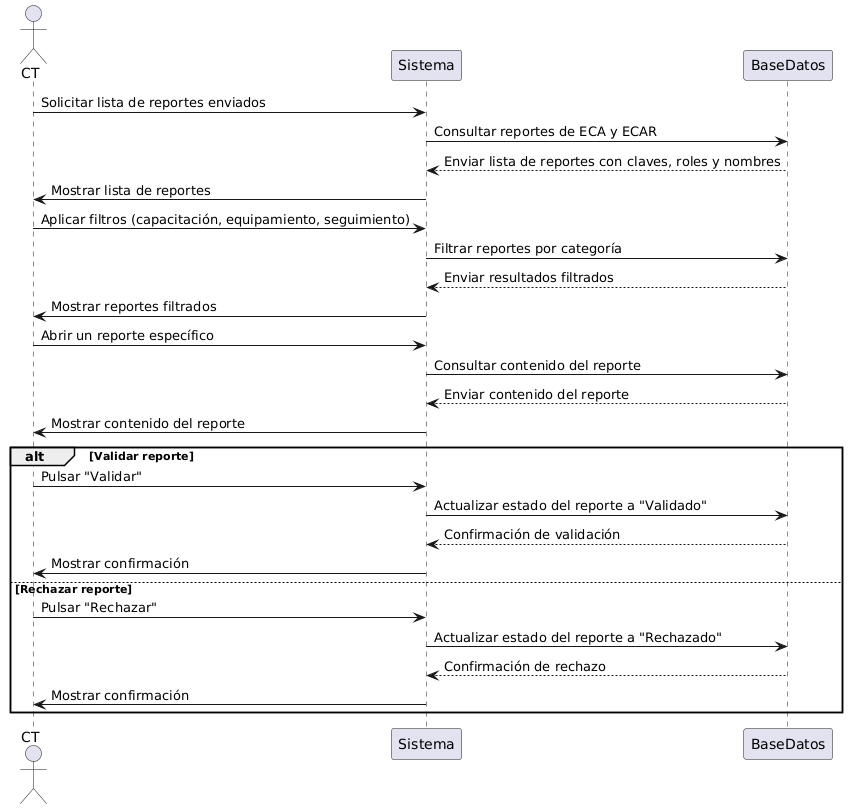 CT
Sistema
BaseDatos
Solicitar lista de reportes enviados
Consultar reportes de ECA y ECAR
Enviar lista de reportes con claves, roles y nombres
Mostrar lista de reportes
Aplicar filtros (capacitación, equipamiento, seguimiento)
Filtrar reportes por categoría
Enviar resultados filtrados
Mostrar reportes filtrados
Abrir un reporte específico
Consultar contenido del reporte
Enviar contenido del reporte
Mostrar contenido del reporte
alt [Validar reporte]
Pulsar "Validar"
Actualizar estado del reporte a "Validado"
Confirmación de validación
Mostrar confirmación
[Rechazar reporte]
Pulsar "Rechazar"
Actualizar estado del reporte a "Rechazado"
Confirmación de rechazo
Mostrar confirmación
CT
Sistema
BaseDatos